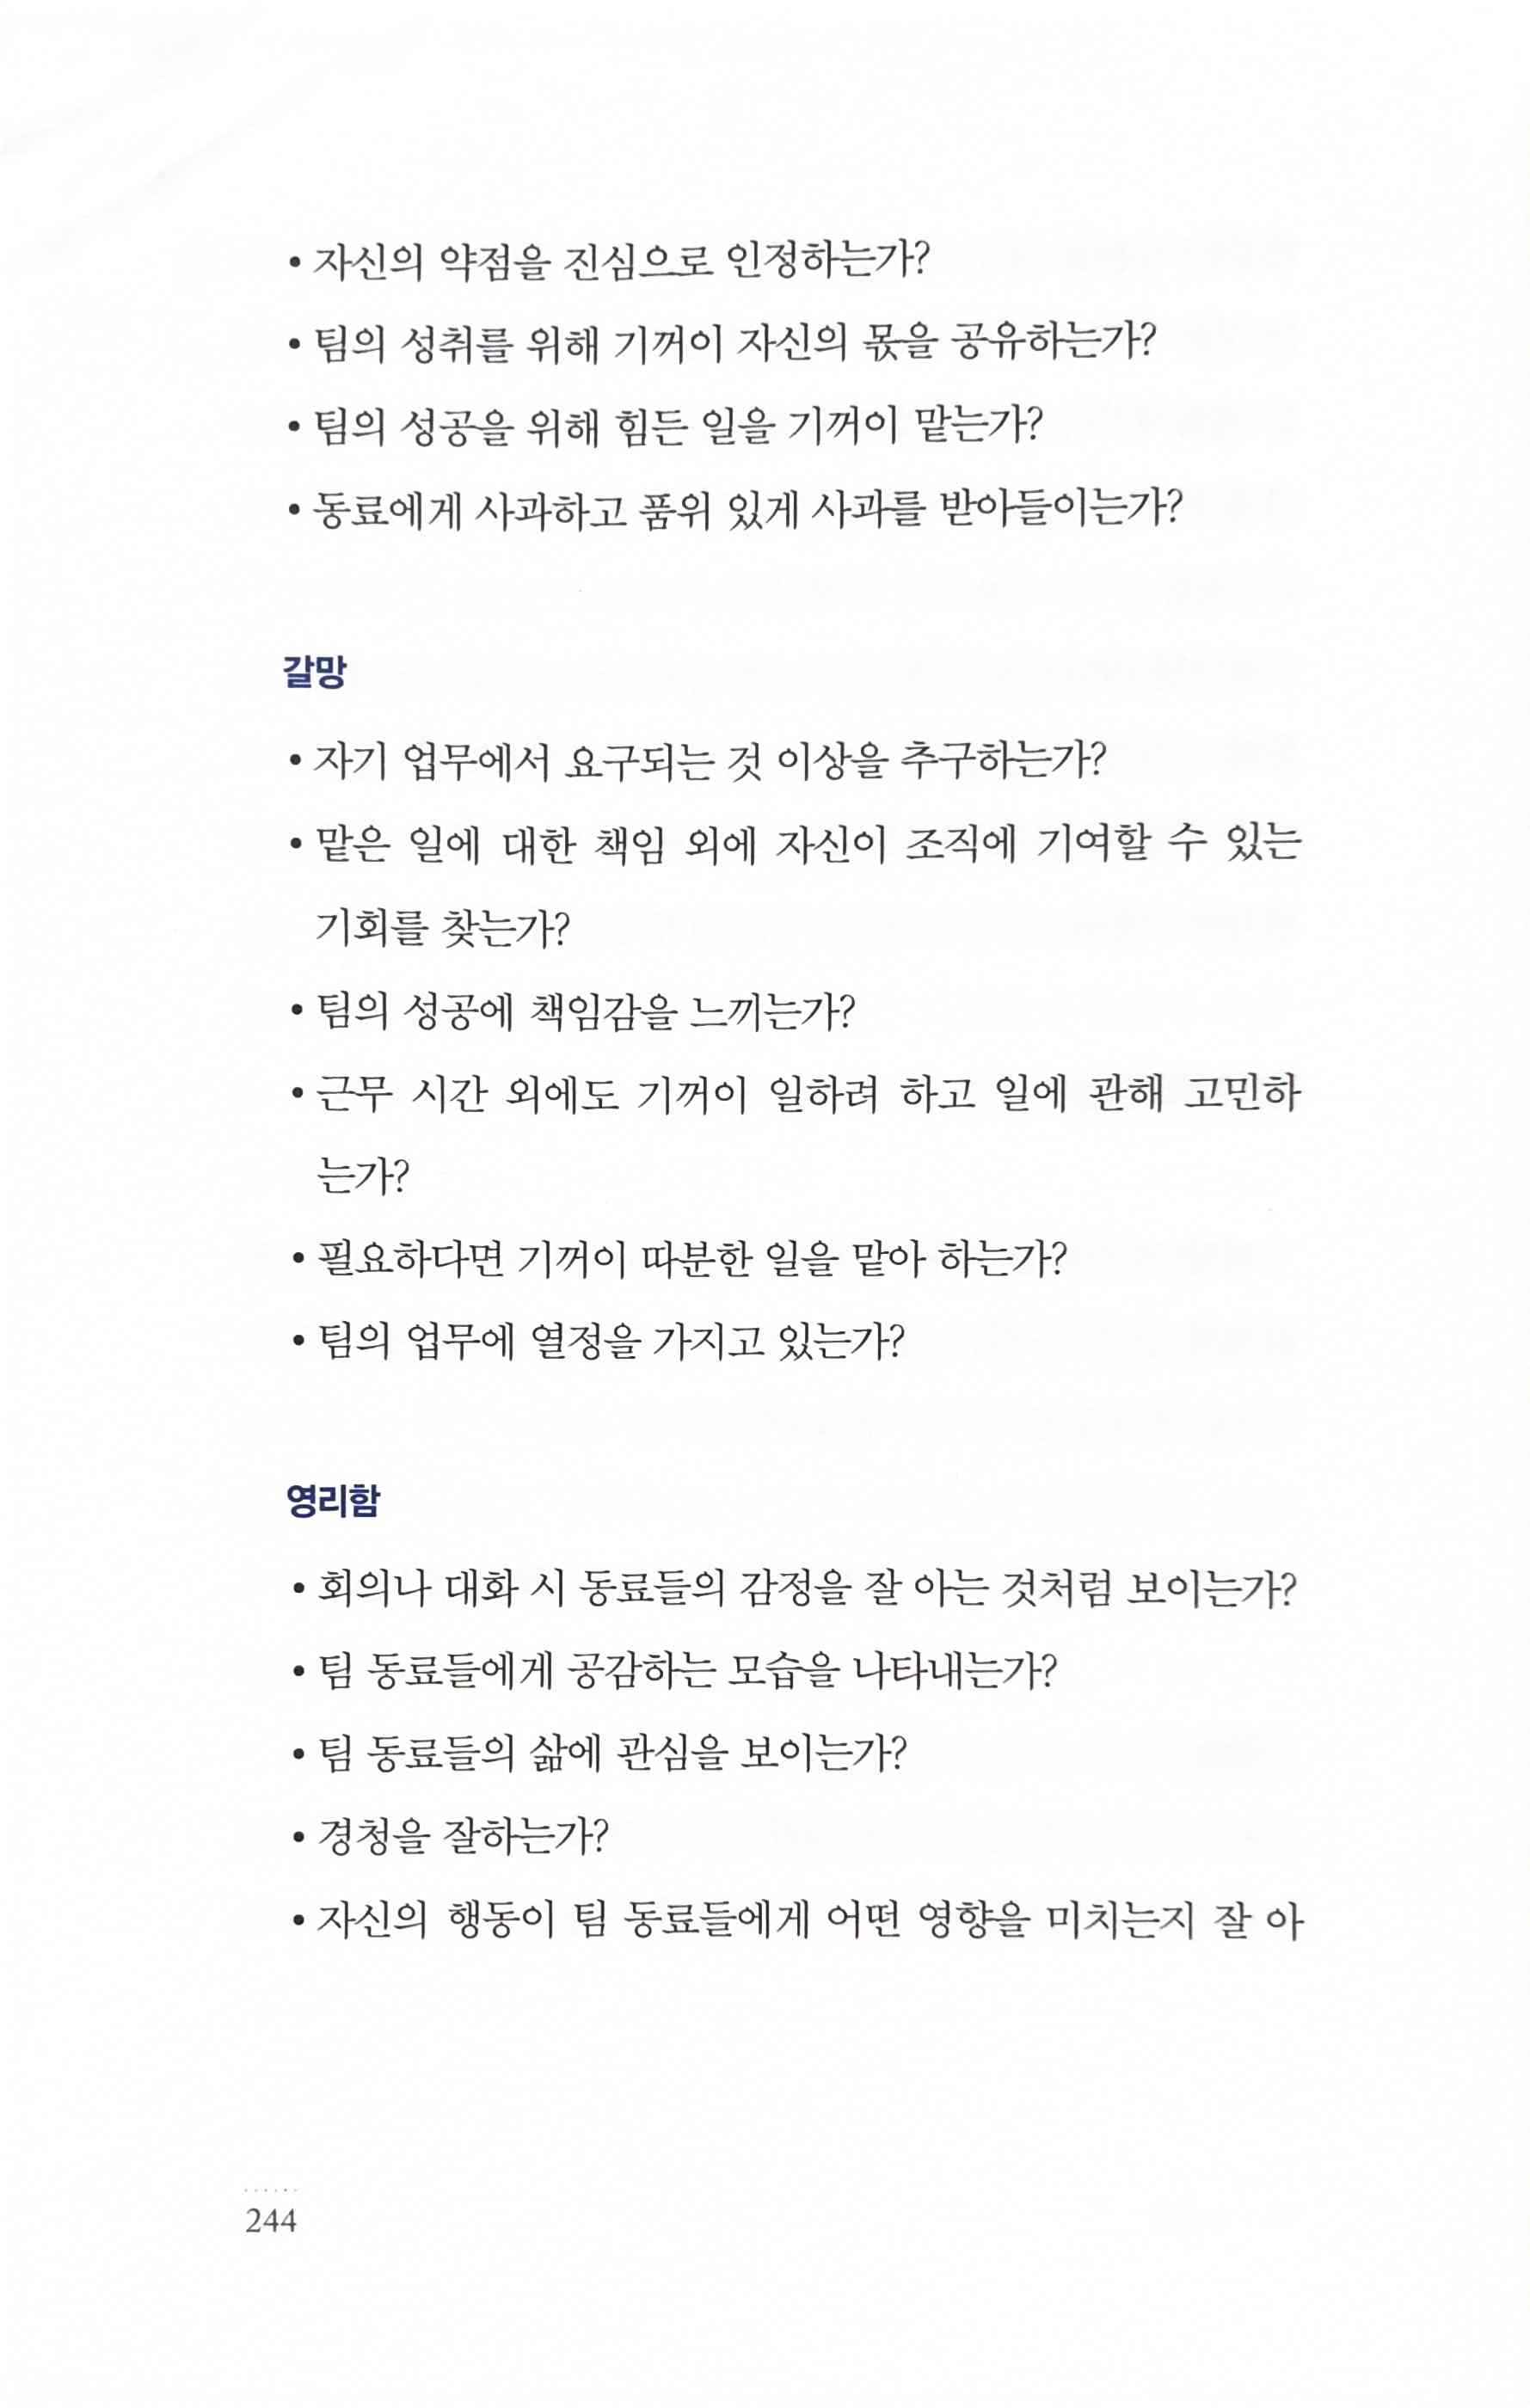 • 자신의 약점을 진심으로 인정하는가?
• 팀의 성취를 위해 기꺼이 자신의 몫을 공유하는가?
• 팀의 성공을 위해 힘든 일을 기꺼이 맡는가?
• 동료에게 사과하고 품위 있게 사과를 받아들이는가?
갈망
• 자기 업무에서 요구되는 것 이상을 추구하는가?
• 맡은 일에 대한 책임 외에 자신이 조직에 기여할 수 있는
기회를 찾는가?
• 팀의 성공에 책임감을 느끼는가?
• 근무 시간 외에도 기꺼이 일하려 하고 일에 관해 고민하
는가?
• 필요하다면 기꺼이 따분한 일을 맡아 하는가?
• 팀의 업무에 열정을 가지고 있는가?
영리함
• 회의나 대화 시 동료들의 감정을 잘 아는 것처럼 보이는가?
• 팀 동료들에게 공감하는 모습을 나타내는가?
• 팀 동료들의 삶에 관심을 보이는가?
• 경청을 잘하는가?
• 자신의 행동이 팀 동료들에게 어떤 영향을 미치는지 잘 아
244